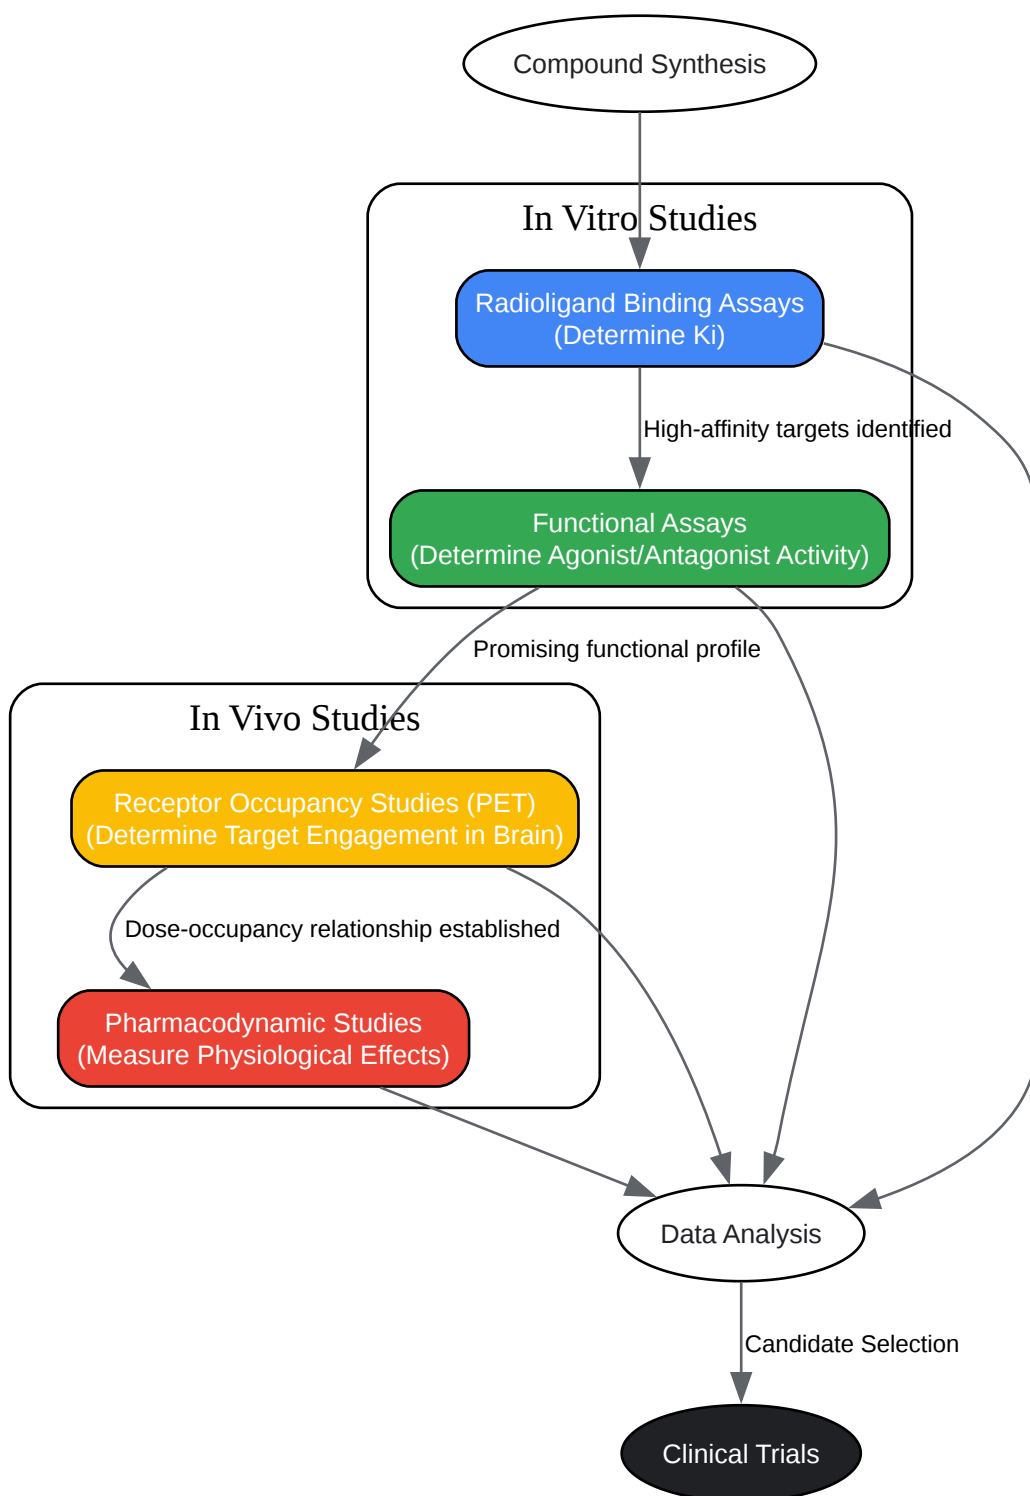 Compound Synthesis
In Vitro Studies
Radioligand Binding Assays
(Determine Ki)
High-affinity targets identified
Functional Assays
(Determine Agonist/Antagonist Activity)
Promising functional profile
In Vivo Studies
Receptor Occupancy Studies (PET)
(Determine Target Engagement in Brain)
Dose-occupancy relationship established
Pharmacodynamic Studies
(Measure Physiological Effects)
Data Analysis
Candidate Selection
Clinical Trials